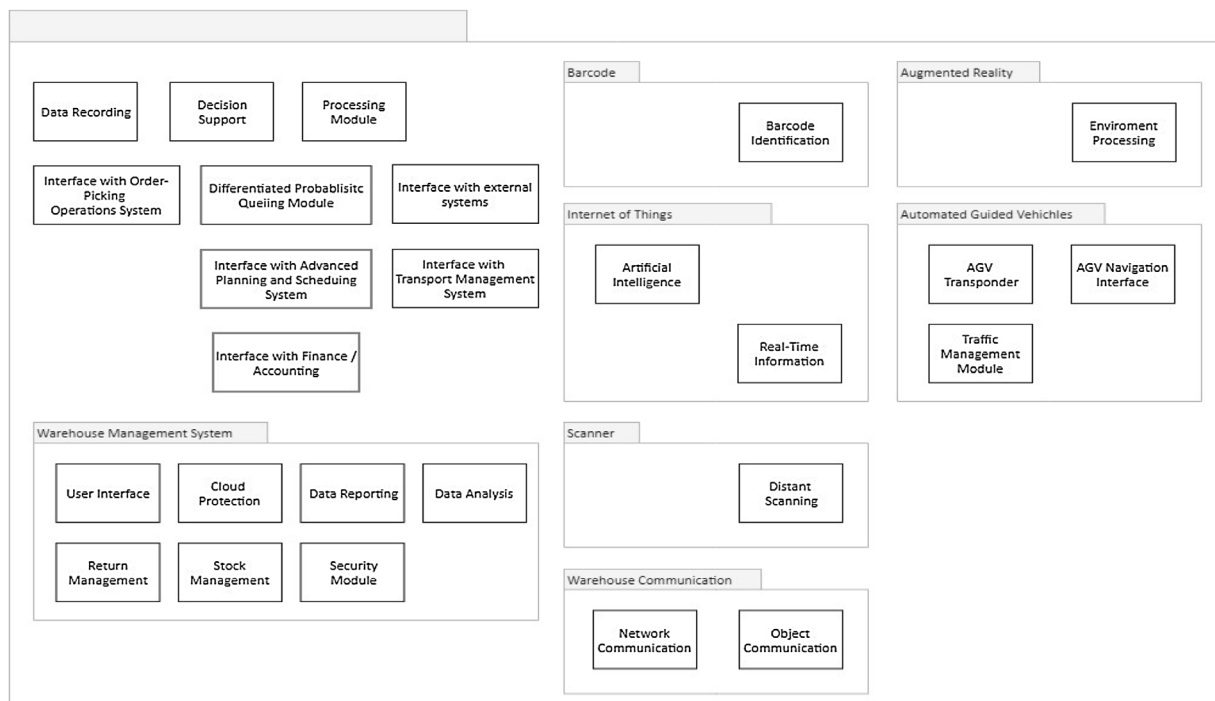 Data Recording
Decision
Support
Processing
Module
Interface with Order-
Picking
Operations System
Differentiated Probablisitc
Queiing Module
Interface with external
systems
Interface with Advanced
Planning and Scheduing
System
Interface with
Transport Management
System
Interface with Finance /
Accounting
Warehouse Management System
User Interface
Cloud
Protection
Data Reporting
Data Analysis
Return
Management
Stock
Management
Security
Module
Barcode
Barcode
Identification
Internet of Things
Artificial
Intelligence
Real-Time
Information
Scanner
Distant
Scanning
Warehouse Communication
Network
Communication
Object
Communication
Augmented Reality
Enviroment
Processing
Automated Guided Vehichles
AGV
Transponder
AGV Navigation
Interface
Traffic
Management
Module